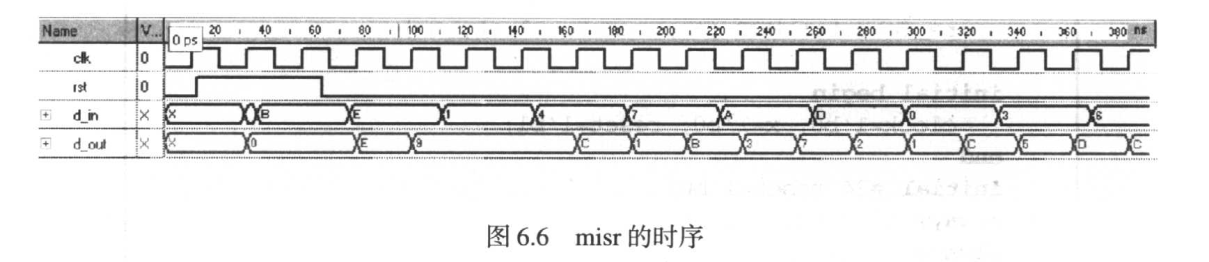 Name V... 0 ps 20 40 60 80 100 120 140 160 180 200 220 240 260 280 300 320 340 360 380 ns
clk 0
rst 0
d_in X X B E 1 4 7 A D 0 3 6
d_out X X 0 E 9 C 1 B 3 7 2 1 C 5 D C
图 6.6 misr 的时序